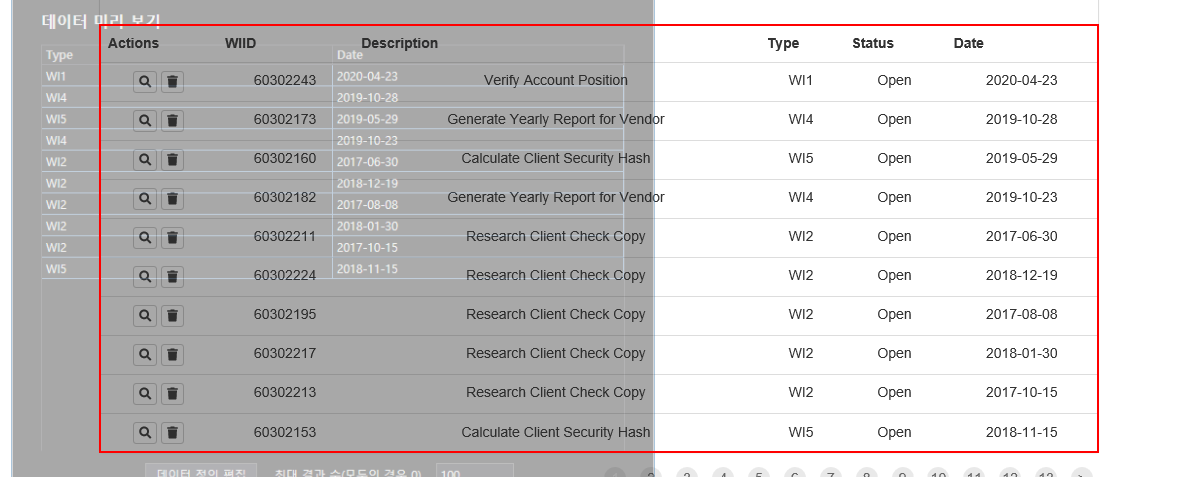 데이터 미리 보기
Actions WIID Description Type Status Date
Type Date
60302243 Verify Account Position WI1 Open 2020-04-23
60302173 Generate Yearly Report for Vendor WI4 Open 2019-10-28
60302160 Calculate Client Security Hash WI5 Open 2019-05-29
60302182 Generate Yearly Report for Vendor WI4 Open 2019-10-23
60302211 Research Client Check Copy WI2 Open 2017-06-30
60302224 Research Client Check Copy WI2 Open 2018-12-19
60302195 Research Client Check Copy WI2 Open 2017-08-08
60302217 Research Client Check Copy WI2 Open 2018-01-30
60302213 Research Client Check Copy WI2 Open 2017-10-15
60302153 Calculate Client Security Hash WI5 Open 2018-11-15
WI1 2020-04-23
WI4 2019-10-28
WI5 2019-05-29
WI4 2019-10-23
WI2 2017-06-30
WI2 2018-12-19
WI2 2017-08-08
WI2 2018-01-30
WI2 2017-10-15
WI5 2018-11-15
데이터 정의 편집 최대 결과 수(모두의 경우 0) 100
2 3 4 5 6 7 8 9 10 11 12 13 >